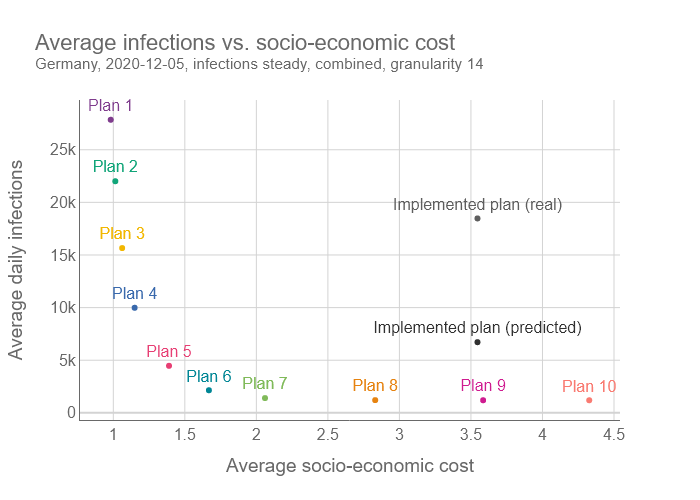 Average infections vs. socio-economic cost
Germany, 2020-12-05, infections steady, combined, granularity 14
Average daily infections
25k
20k
15k
10k
5k
0
Plan 1
Plan 2
Plan 3
Plan 4
Plan 5
Plan 6
Plan 7
Plan 8
Plan 9
Plan 10
Implemented plan (real)
Implemented plan (predicted)
1
1.5
2
2.5
3
3.5
4
4.5
Average socio-economic cost